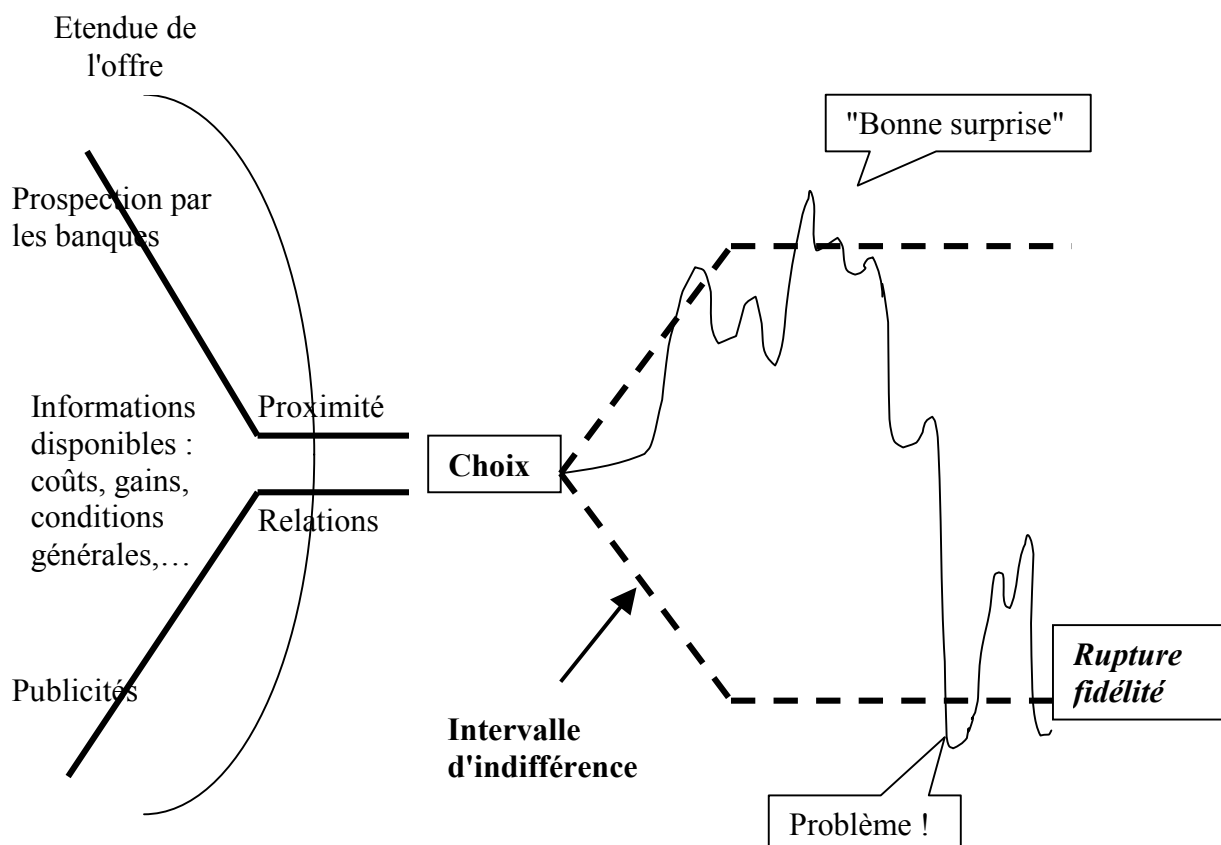 Etendue de
l'offre
"Bonne surprise"
Prospection par
les banques
Informations
disponibles :
coûts, gains,
conditions
générales,…
Proximité
Relations
Choix
Publicités
Intervalle
d'indifférence
Rupture
fidélité
Problème !